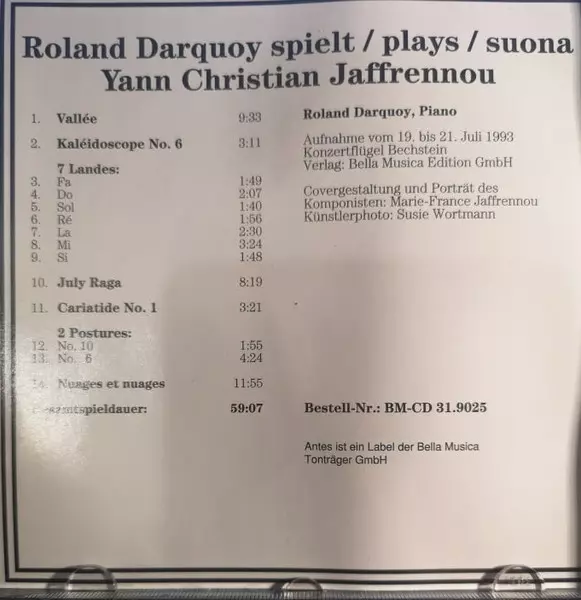 Roland Darquoy spielt / plays / suona
Yann Christian Jaffrennou
1. Vallée 9:33
2. Kaléidoscope No. 6 3:11
7 Landes:
3. Fa 1:49
4. Do 2:07
5. Sol 1:40
6. Ré 1:56
7. La 2:30
8. Mi 3:24
9. Si 1:48
10. July Raga 8:19
11. Cariatide No. 1 3:21
2 Postures:
12. No. 10 1:55
13. No. 6 4:24
14. Nuages et nuages 11:55
Gesamtspieldauer: 59:07
Roland Darquoy, Piano
Aufnahme vom 19. bis 21. Juli 1993
Konzertflügel Bechstein
Verlag: Bella Musica Edition GmbH
Covergestaltung und Porträt des
Komponisten: Marie-France Jaffrennou
Künstlerphoto: Susie Wortmann
Bestell-Nr.: BM-CD 31.9025
Antes ist ein Label der Bella Musica
Tonträger GmbH